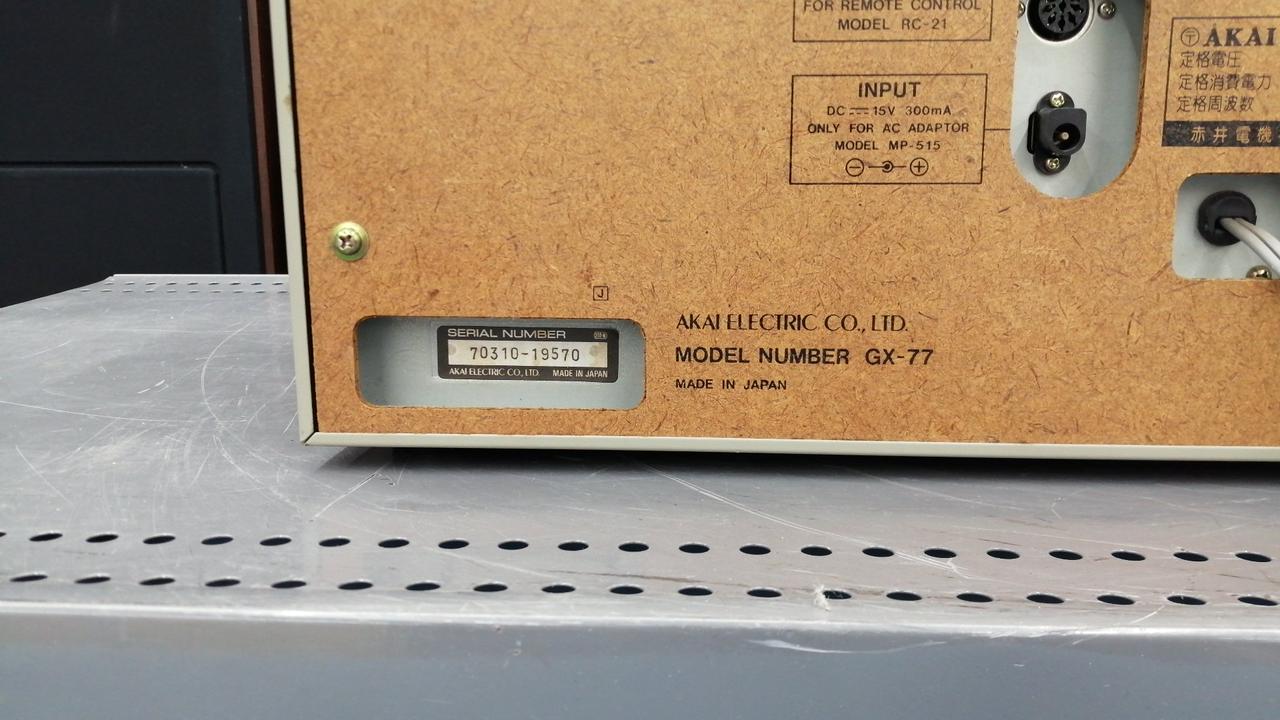 FOR REMOTE CONTROL
MODEL RC-21
INPUT
DC 15V 300mA
ONLY FOR AC ADAPTOR
MODEL MP-515
〒 AKAI
定格電圧
定格消費電力
定格周波数
赤井電機
J
SERIAL NUMBER
70310-19570
AKAI ELECTRIC CO., LTD. MADE IN JAPAN
AKAI ELECTRIC CO., LTD.
MODEL NUMBER GX-77
MADE IN JAPAN